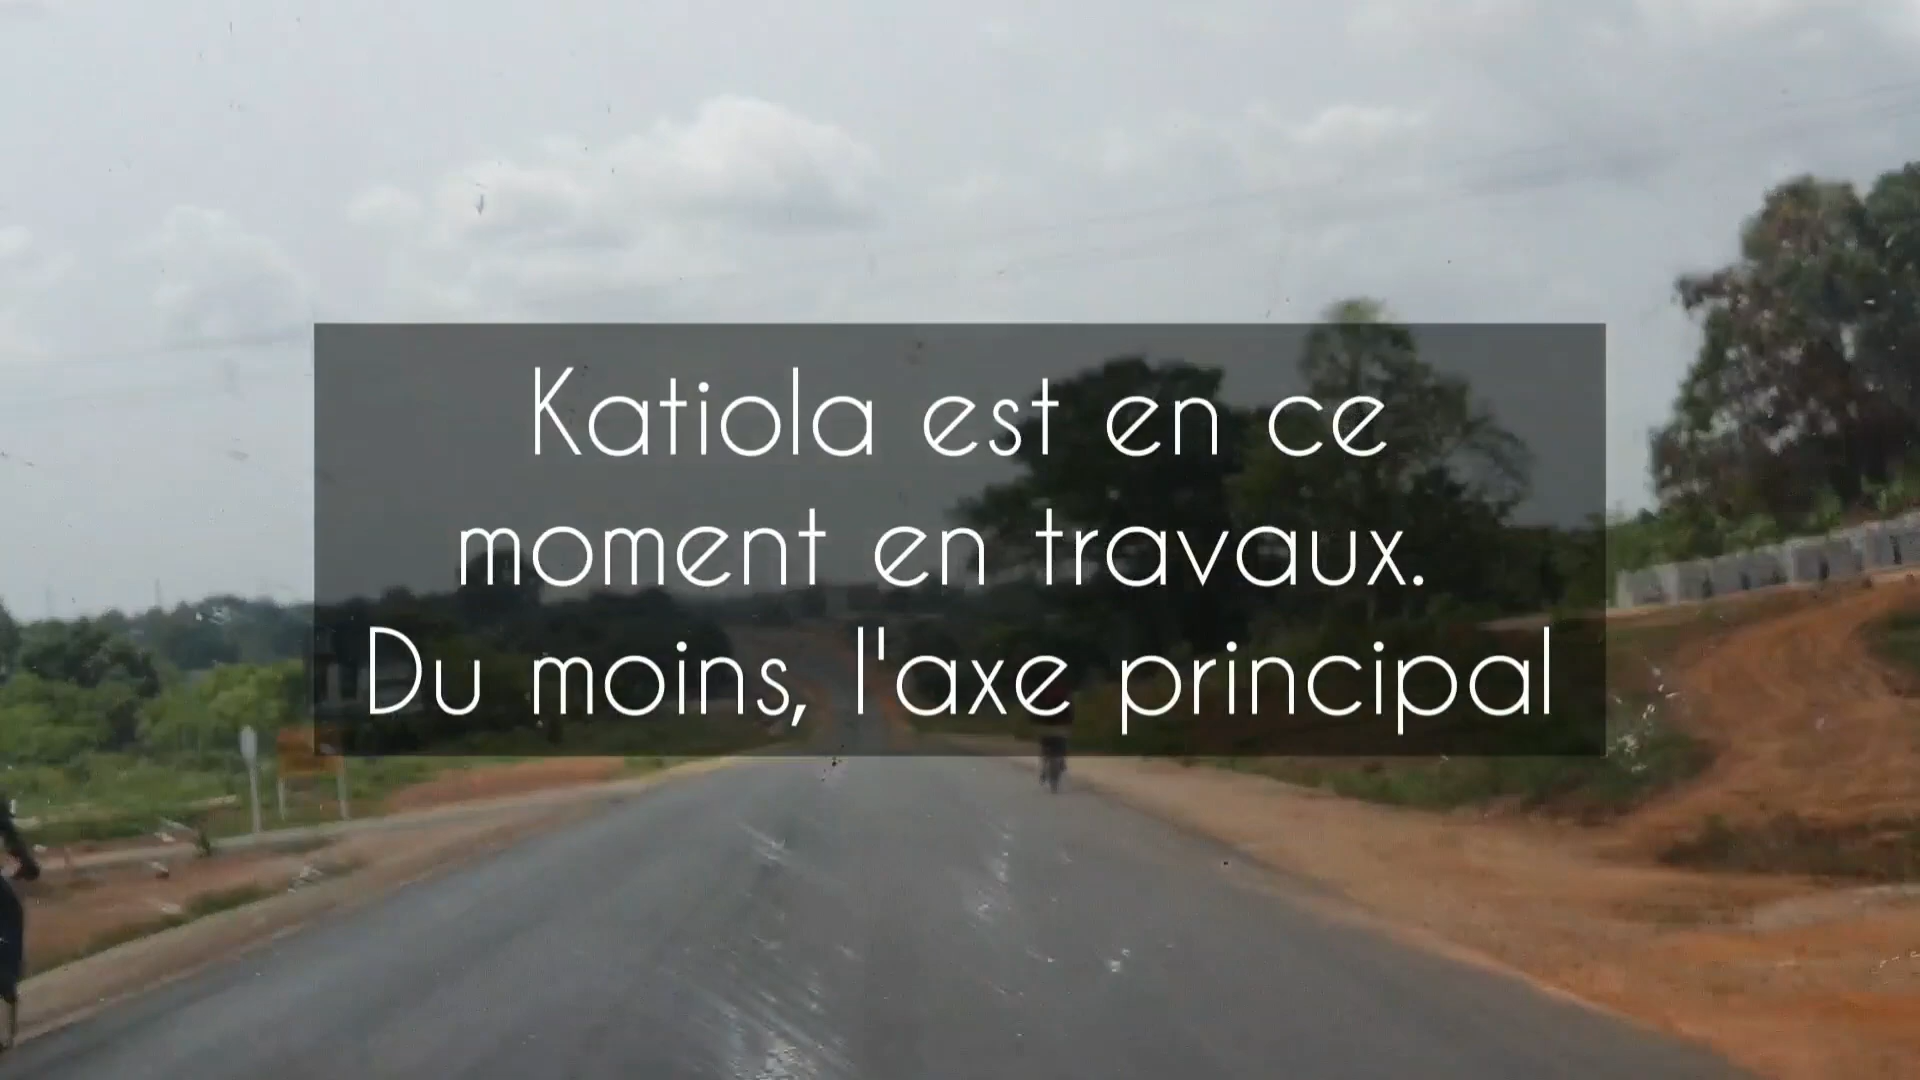 Katiola est en ce
moment en travaux.
Du moins, l'axe principal